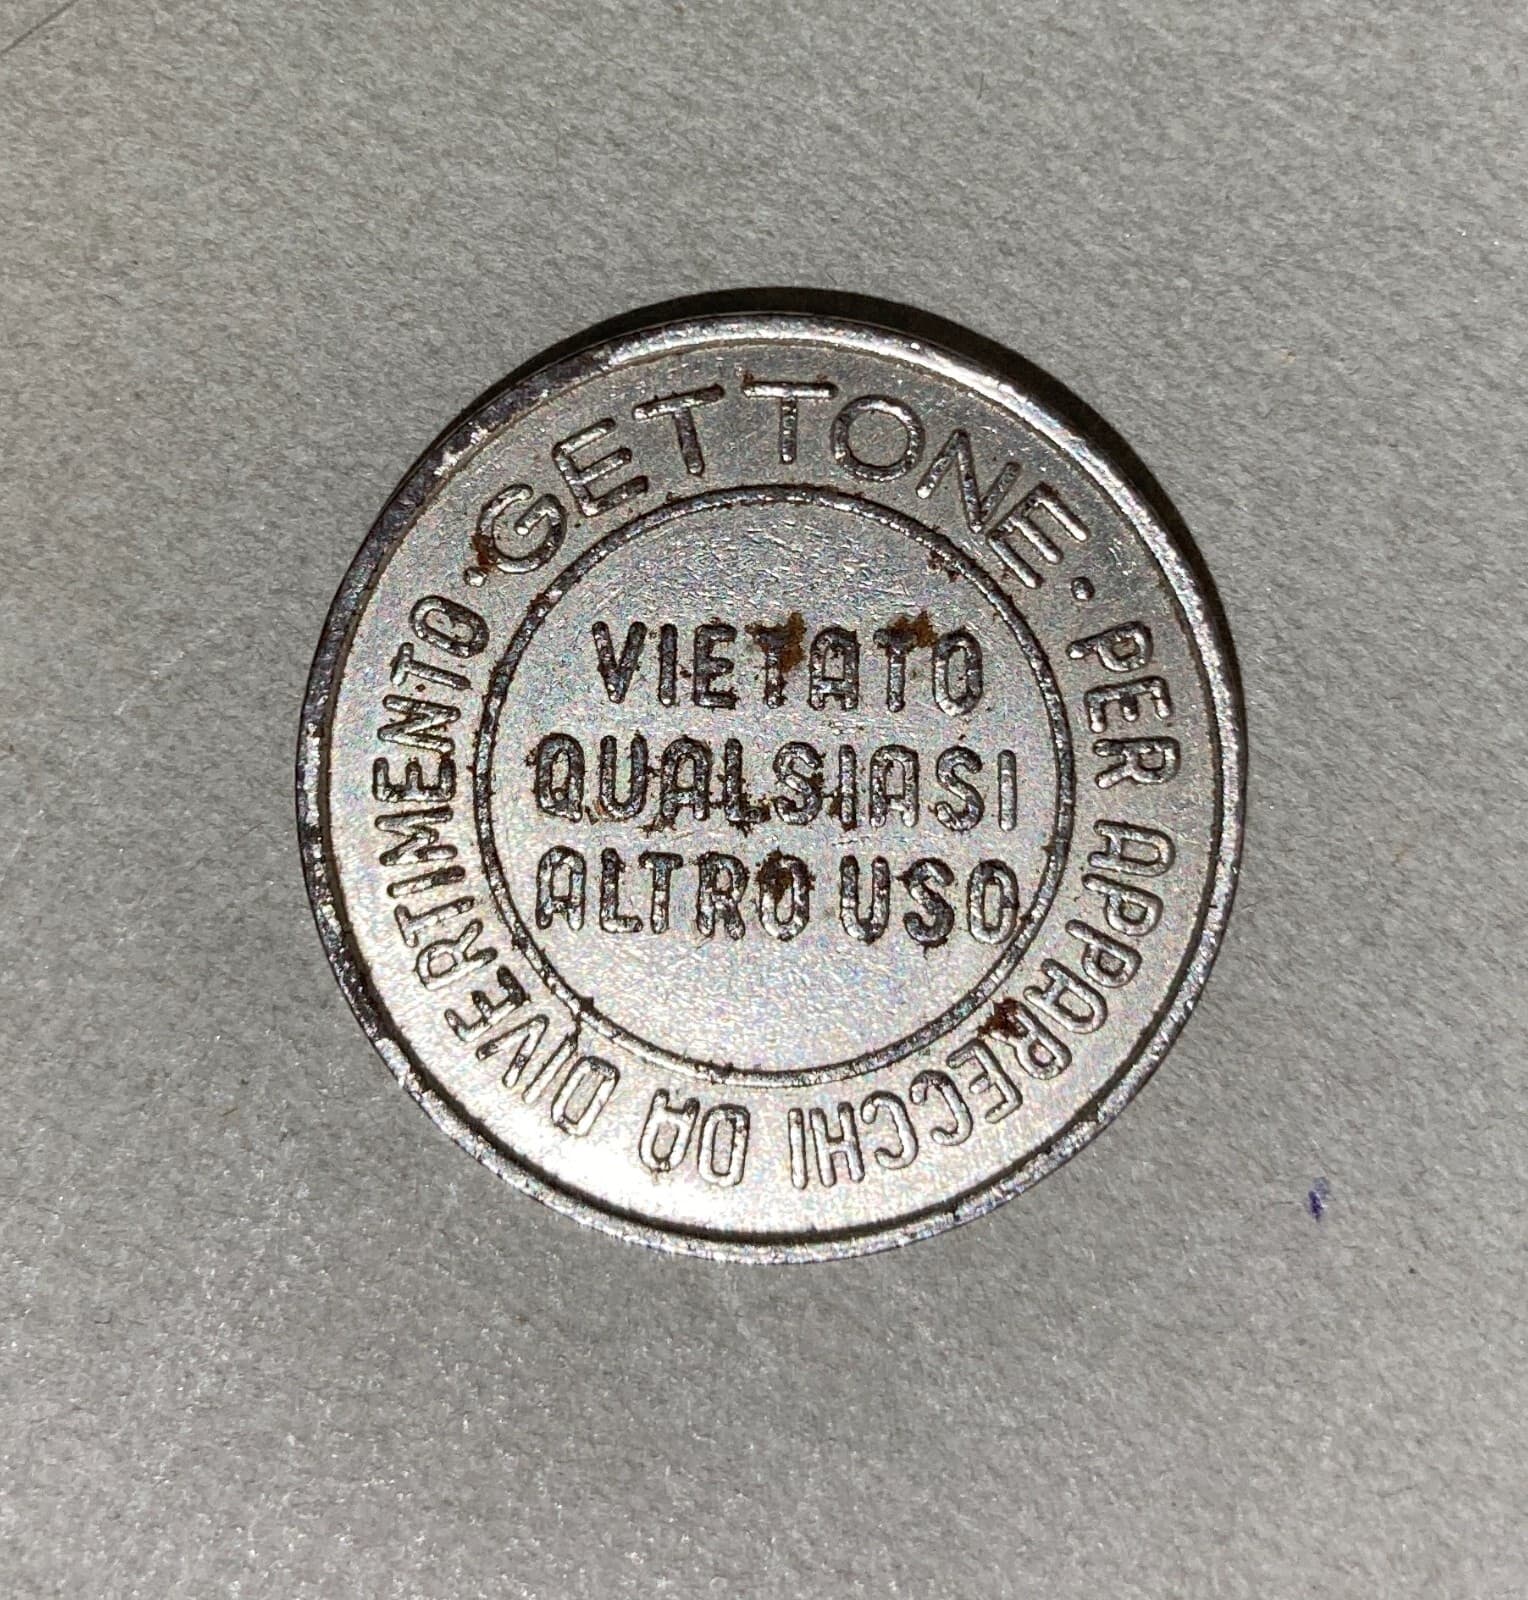 GETTONE · PER APPARECCHI DA DIVERTIMENTO ·
VIETATO
QUALSIASI
ALTRO USO